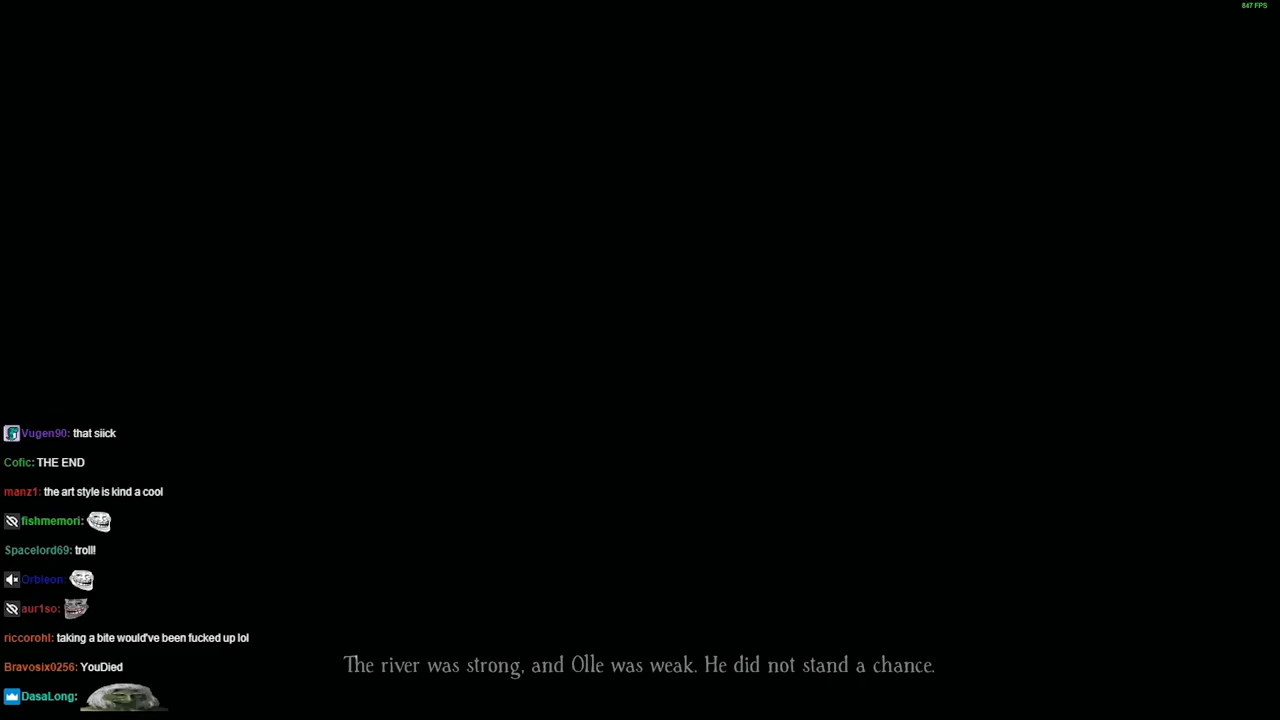 847 FPS
Vugen90: that siick
Cofic: THE END
manz1: the art style is kind a cool
fishmemori:
Spacelord69: troll!
Orbieon:
aur1so:
riccorohl: taking a bite would've been fucked up lol
Bravosix0256: YouDied
The river was strong, and Olle was weak. He did not stand a chance.
DasaLong: